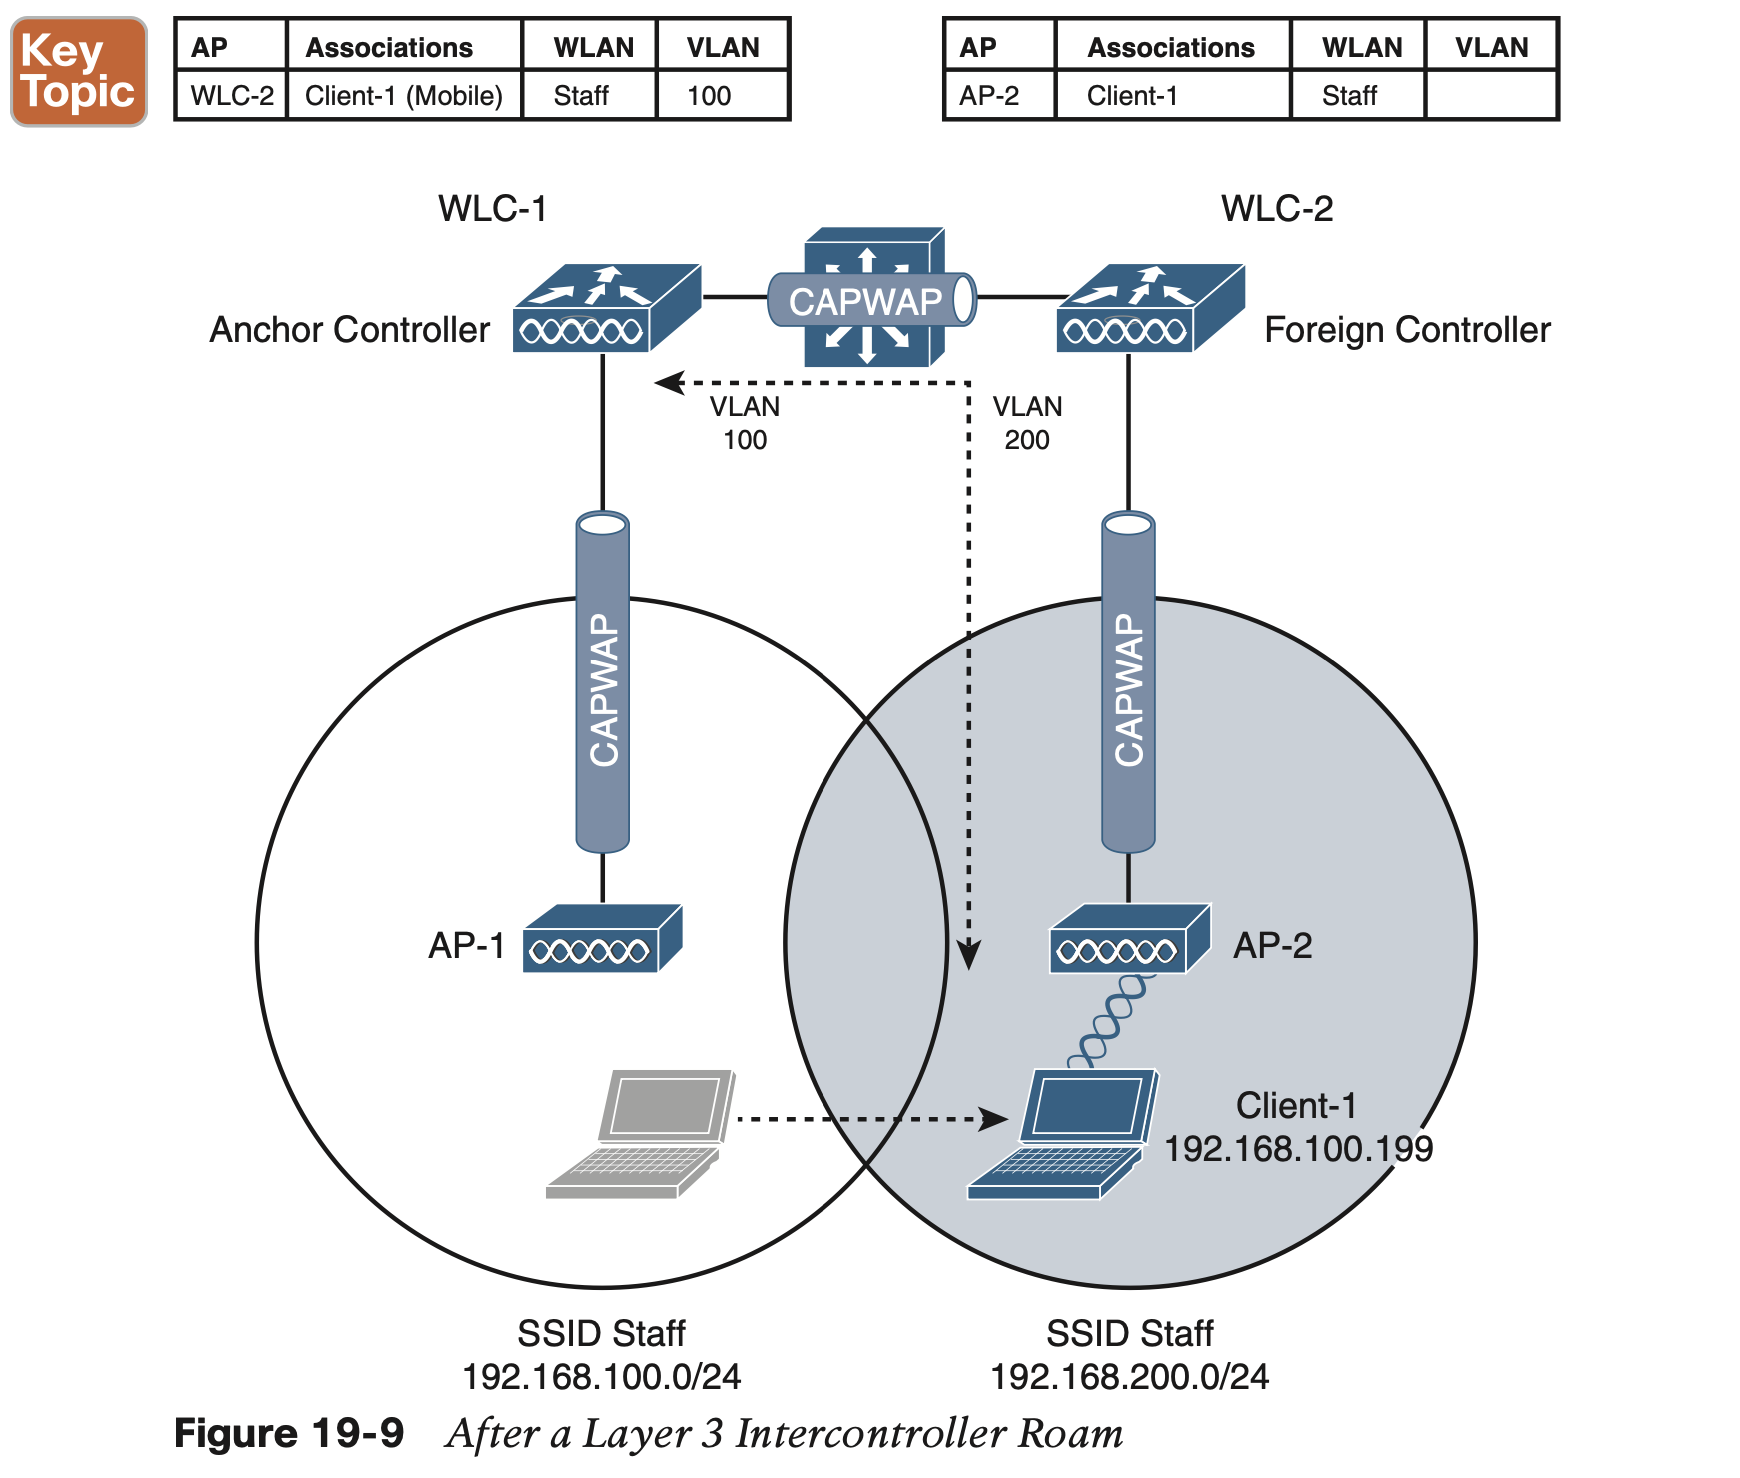 Key
Topic
AP Associations WLAN VLAN
WLC-2 Client-1 (Mobile) Staff 100
AP Associations WLAN VLAN
AP-2 Client-1 Staff
WLC-1
WLC-2
CAPWAP
Anchor Controller
Foreign Controller
VLAN
100
VLAN
200
CAPWAP
CAPWAP
AP-1
AP-2
Client-1
192.168.100.199
SSID Staff
192.168.100.0/24
SSID Staff
192.168.200.0/24
Figure 19-9 After a Layer 3 Intercontroller Roam